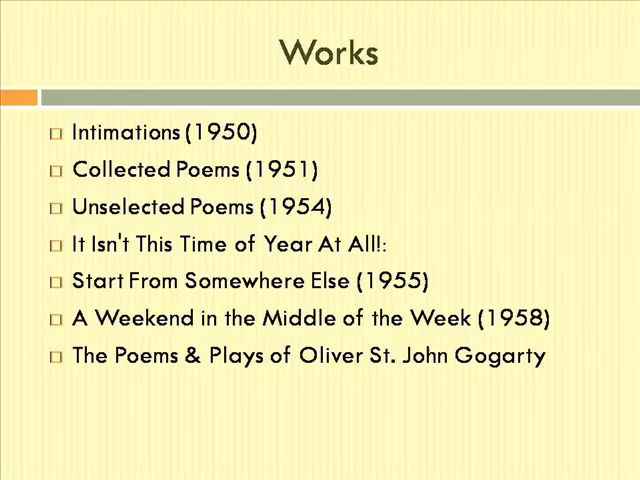 Works
Intimations (1950)
Collected Poems (1951)
Unselected Poems (1954)
It Isn't This Time of Year At All!:
Start From Somewhere Else (1955)
A Weekend in the Middle of the Week (1958)
The Poems & Plays of Oliver St. John Gogarty